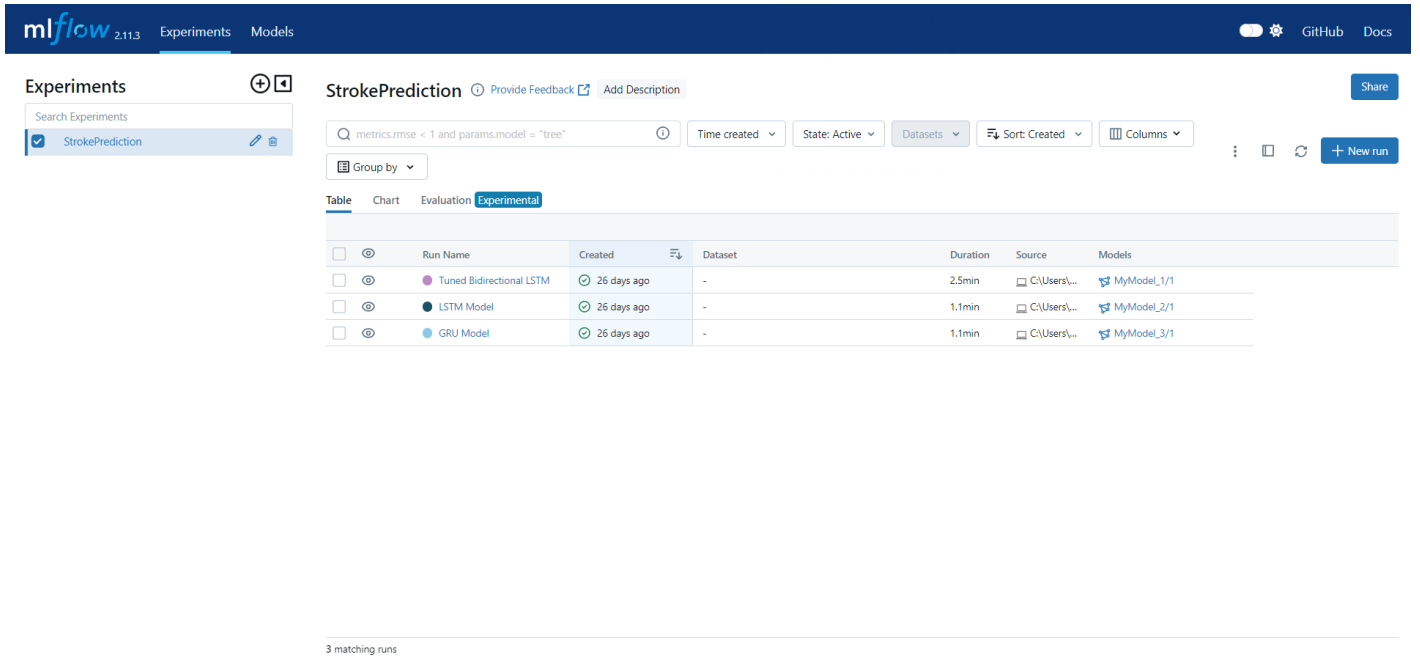 mlflow 2.11.3 Experiments Models GitHub Docs
Experiments
Search Experiments
StrokePrediction
StrokePrediction Provide Feedback Add Description Share
metrics.rmse < 1 and params.model = "tree" Time created State: Active Datasets Sort: Created Columns
Group by
+ New run
Table Chart Evaluation Experimental
Run Name Created Dataset Duration Source Models
Tuned Bidirectional LSTM 26 days ago - 2.5min C:\Users\... MyModel_1/1
LSTM Model 26 days ago - 1.1min C:\Users\... MyModel_2/1
GRU Model 26 days ago - 1.1min C:\Users\... MyModel_3/1
3 matching runs